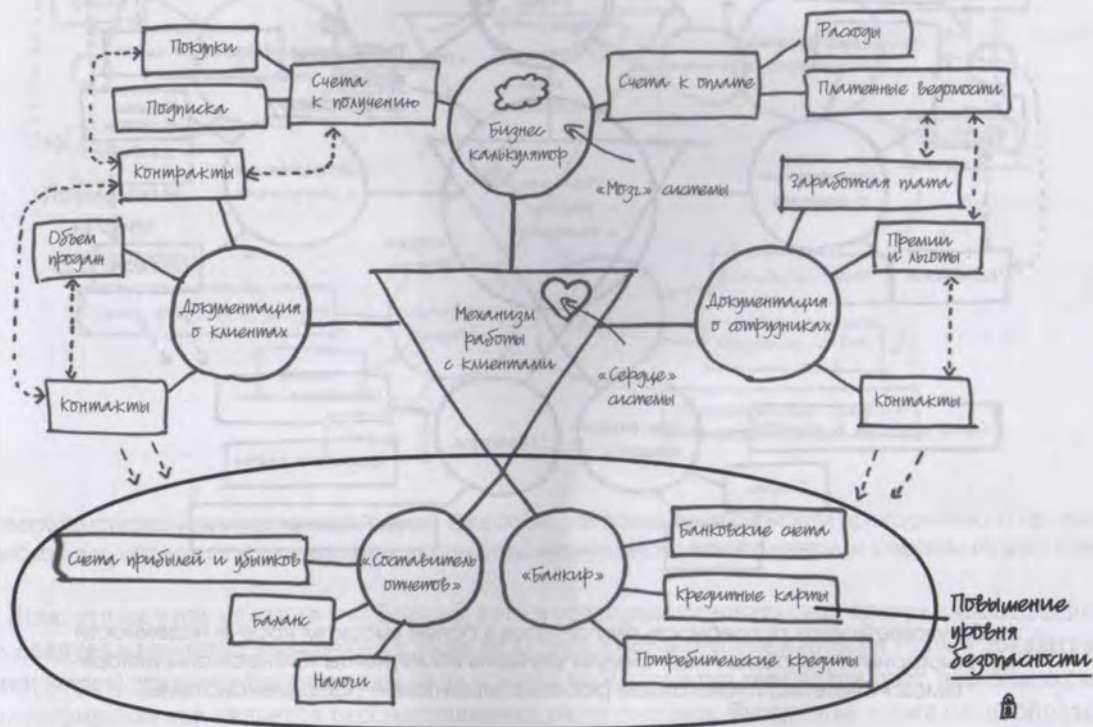 Покупки
Подписка
Контракты
Объем
продаж
Контакты
Счета
к получению
Документация
о клиентах
Бизнес
калькулятор
«Мозг» системы
Механизм
работы
с клиентами
«Сердце»
системы
Счета к оплате
Расходы
Платежные ведомости
Заработная плата
Премии
и льготы
Документация
о сотрудниках
Контакты
Счета прибылей и убытков
Баланс
Налоги
«Составитель
отчетов»
«Банкир»
Банковские счета
Кредитные карты
Потребительские кредиты
Повышение
уровня
безопасности